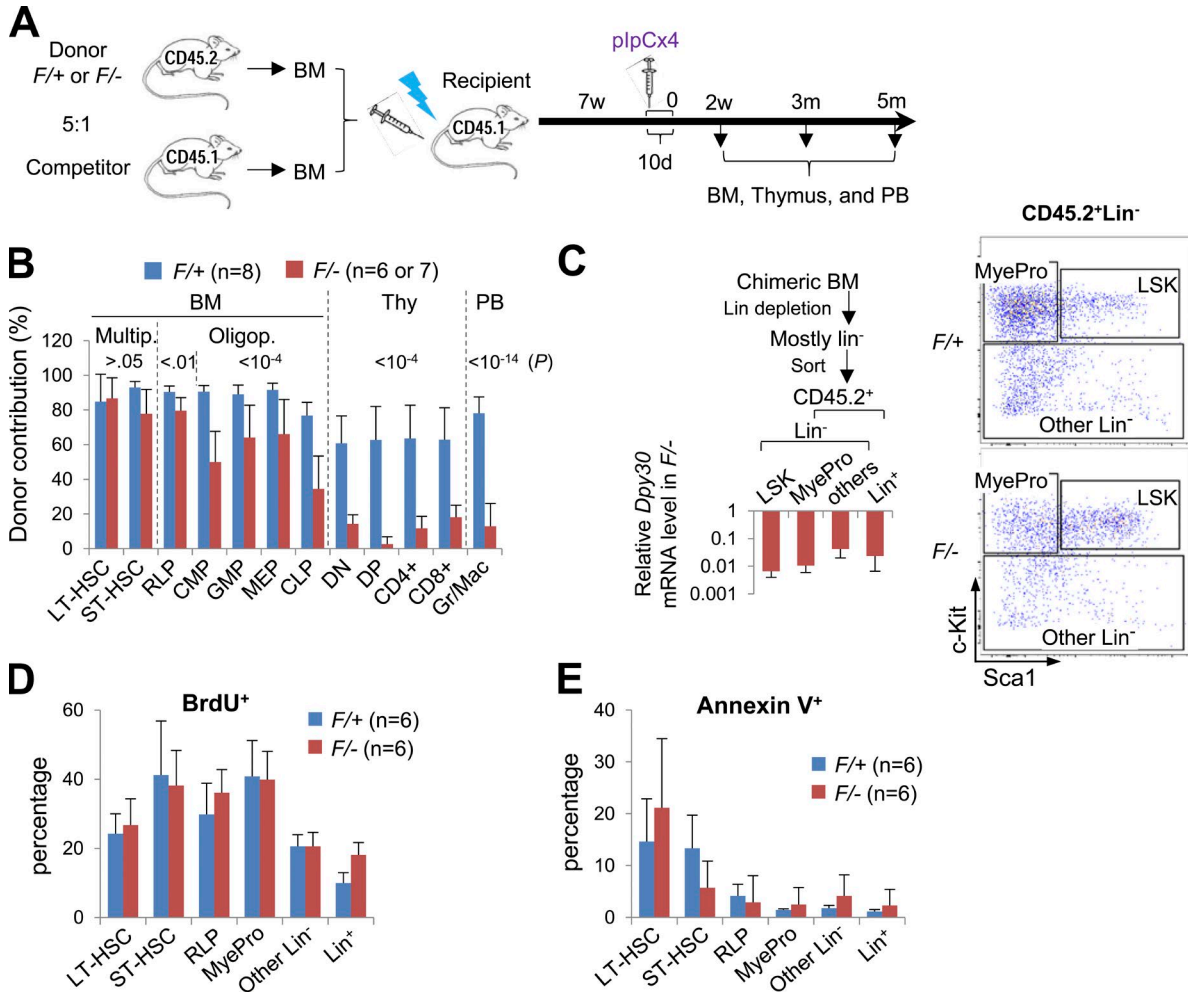 A
Donor
F/+ or F/-
5:1
Competitor
CD45.2
CD45.1
BM
BM
Recipient
CD45.1
pIpCx4
7w
0
2w
3m
5m
10d
BM, Thymus, and PB
B
F/+ (n=8)
F/- (n=6 or 7)
BM
Thy
PB
Multip.
Oligop.
>.05
<.01
<10⁻⁴
<10⁻⁴
<10⁻¹⁴ (P)
Donor contribution (%)
120
100
80
60
40
20
0
LT-HSC
ST-HSC
RLP
CMP
GMP
MEP
CLP
DN
DP
CD4+
CD8+
Gr/Mac
C
Chimeric BM
Lin depletion
Mostly lin⁻
Sort
CD45.2⁺
Lin⁻
LSK
MyePro
others
Lin⁺
Relative Dpy30
mRNA level in F/-
1
0.1
0.01
0.001
CD45.2⁺Lin⁻
MyePro
LSK
F/+
Other Lin⁻
MyePro
LSK
F/-
Other Lin⁻
c-Kit
Sca1
D
BrdU⁺
F/+ (n=6)
F/- (n=6)
percentage
60
40
20
0
LT-HSC
ST-HSC
RLP
MyePro
Other Lin⁻
Lin⁺
E
Annexin V⁺
F/+ (n=6)
F/- (n=6)
percentage
40
30
20
10
0
LT-HSC
ST-HSC
RLP
MyePro
Other Lin⁻
Lin⁺